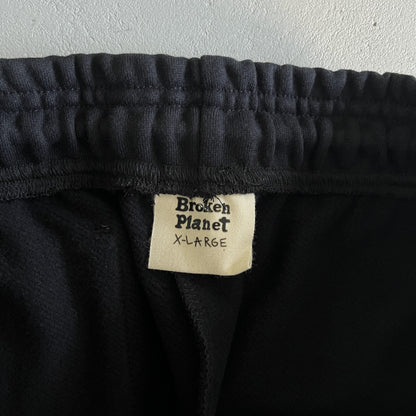 Broken
Planet
X-LARGE